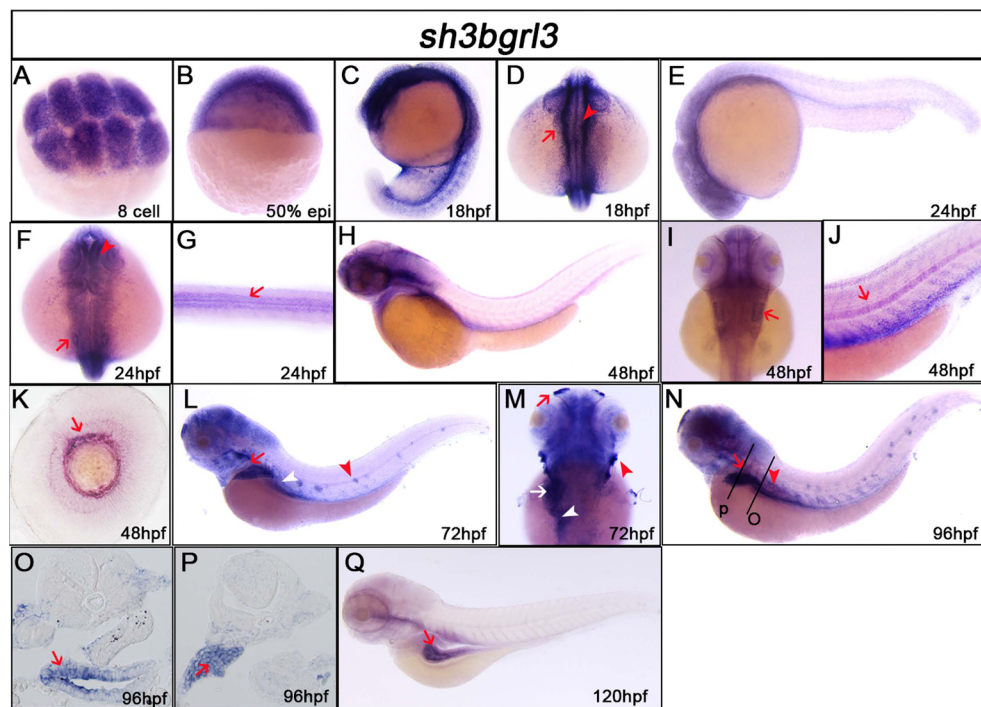 sh3bgrl3
A
8 cell
B
50% epi
C
18hpf
D
18hpf
E
24hpf
F
24hpf
G
24hpf
H
48hpf
I
48hpf
J
48hpf
K
48hpf
L
72hpf
M
72hpf
N
p
O
96hpf
O
96hpf
P
96hpf
Q
120hpf